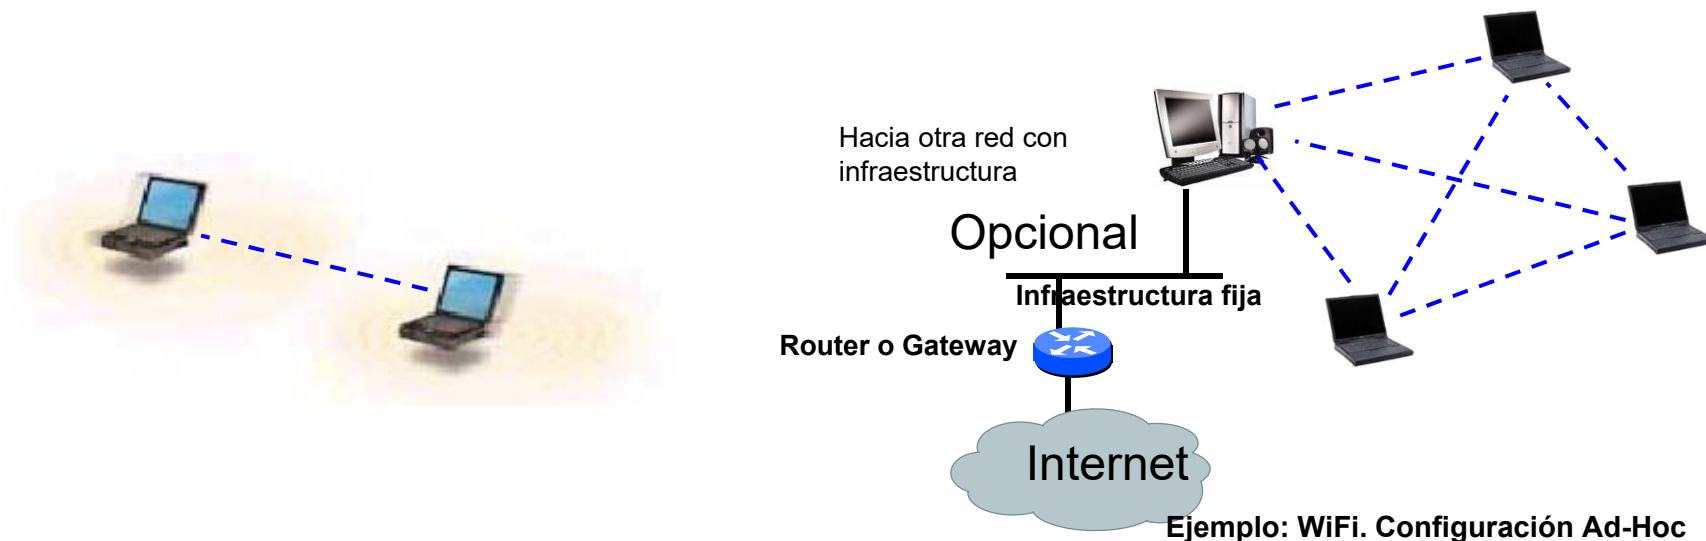 Hacia otra red con
infraestructura
Opcional
Infraestructura fija
Router o Gateway
Internet
Ejemplo: WiFi. Configuración Ad-Hoc